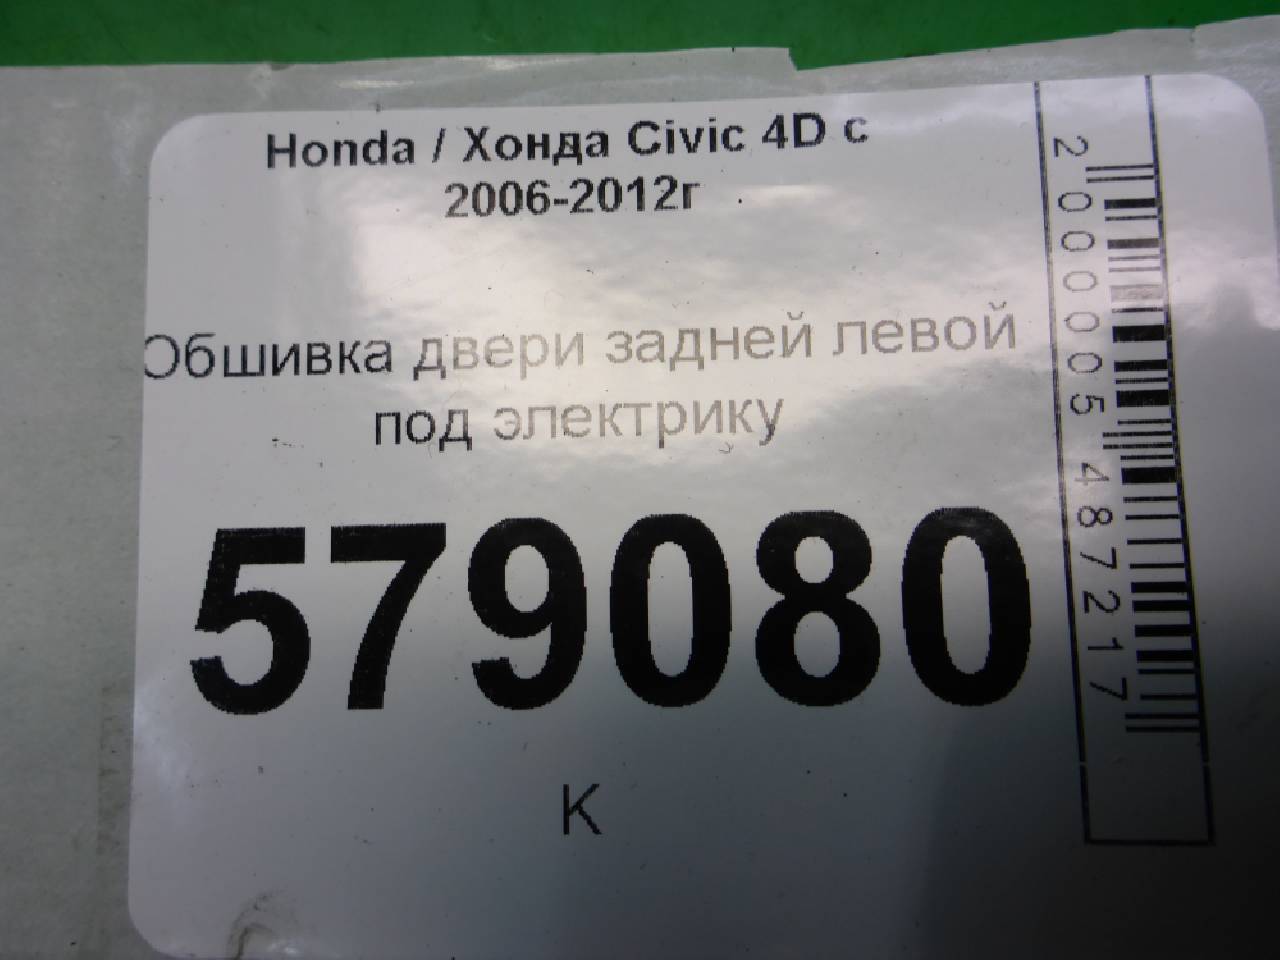 Honda / Хонда Civic 4D с
2006-2012г
Обшивка двери задней левой
под электрику
579080
К
2000005487217